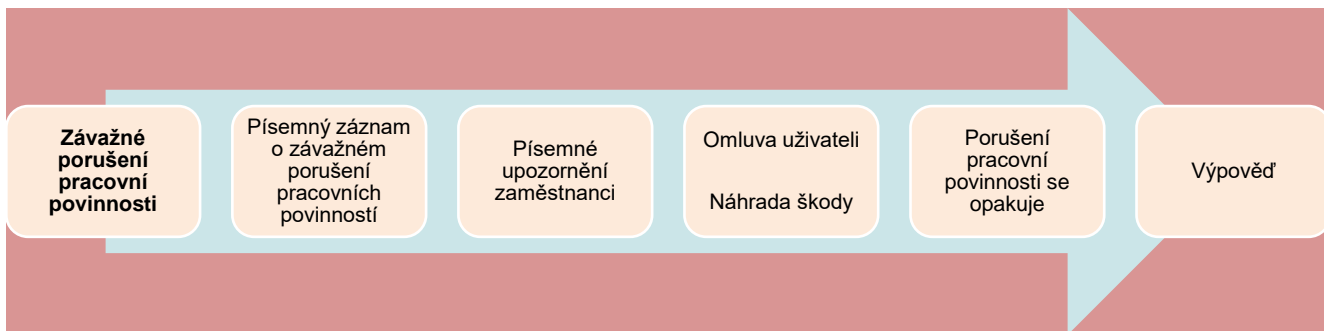 Závažné
porušení
pracovní
povinnosti
Písemný záznam
o závažném
porušení
pracovních
povinností
Písemné
upozornění
zaměstnanci
Omluva uživateli
Náhrada škody
Porušení
pracovní
povinnosti se
opakuje
Výpověď